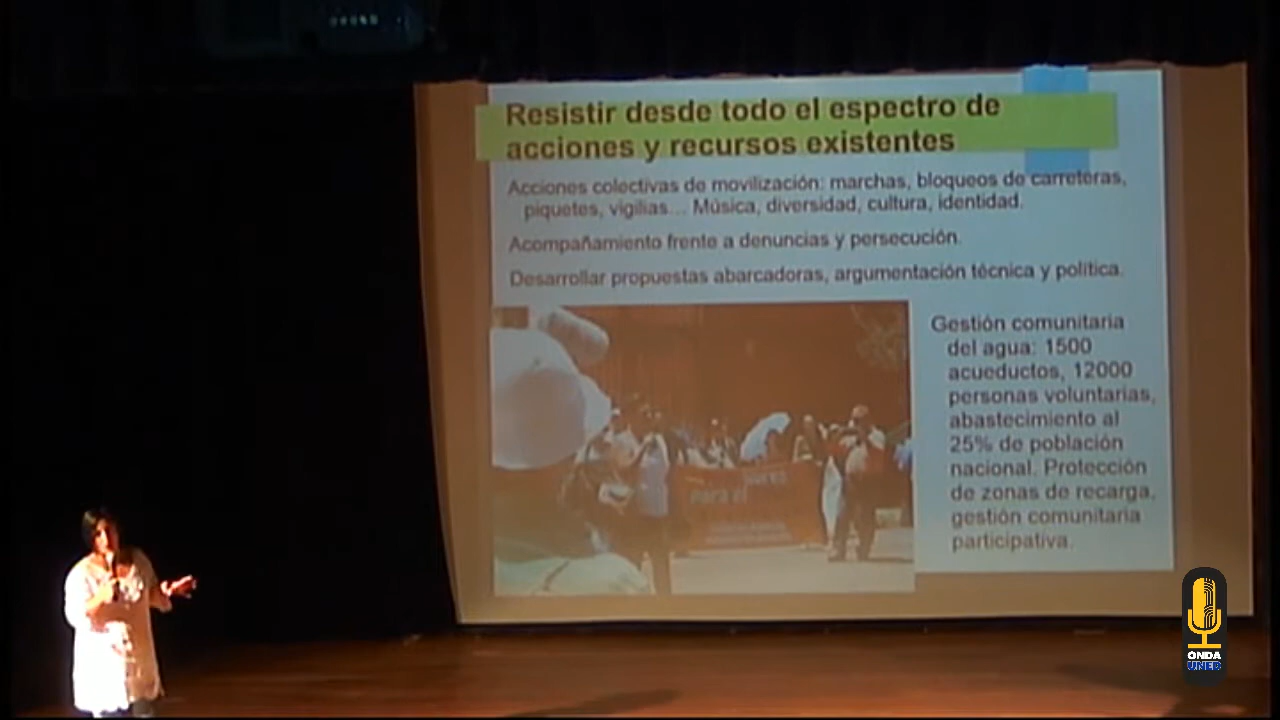 Resistir desde todo el espectro de
acciones y recursos existentes
Acciones colectivas de movilización: marchas, bloqueos de carreteras,
piquetes, vigilias... Música, diversidad, cultura, identidad.
Acompañamiento frente a denuncias y persecución.
Desarrollar propuestas abarcadoras, argumentación técnica y política.
Gestión comunitaria
del agua: 1500
acueductos, 12000
personas voluntarias,
abastecimiento al
25% de población
nacional. Protección
de zonas de recarga,
gestión comunitaria
participativa.
para el
ONDA
UNED